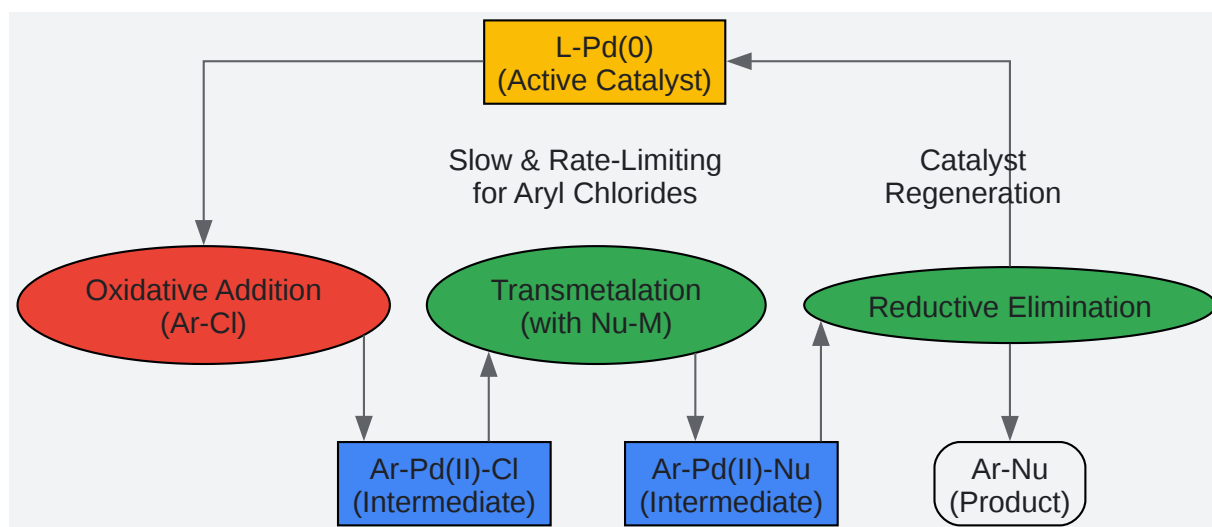 L-Pd(0)
(Active Catalyst)
Slow & Rate-Limiting
for Aryl Chlorides
Catalyst
Regeneration
Oxidative Addition
(Ar-Cl)
Transmetalation
(with Nu-M)
Reductive Elimination
Ar-Pd(II)-Cl
(Intermediate)
Ar-Pd(II)-Nu
(Intermediate)
Ar-Nu
(Product)